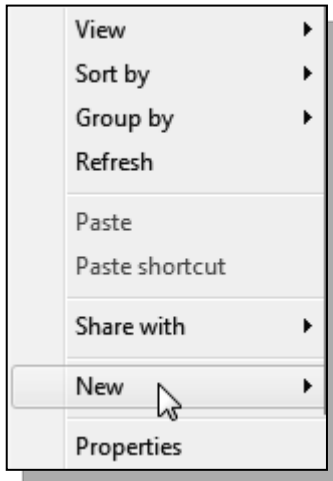 View
Sort by
Group by
Refresh
Paste
Paste shortcut
Share with
New
Properties